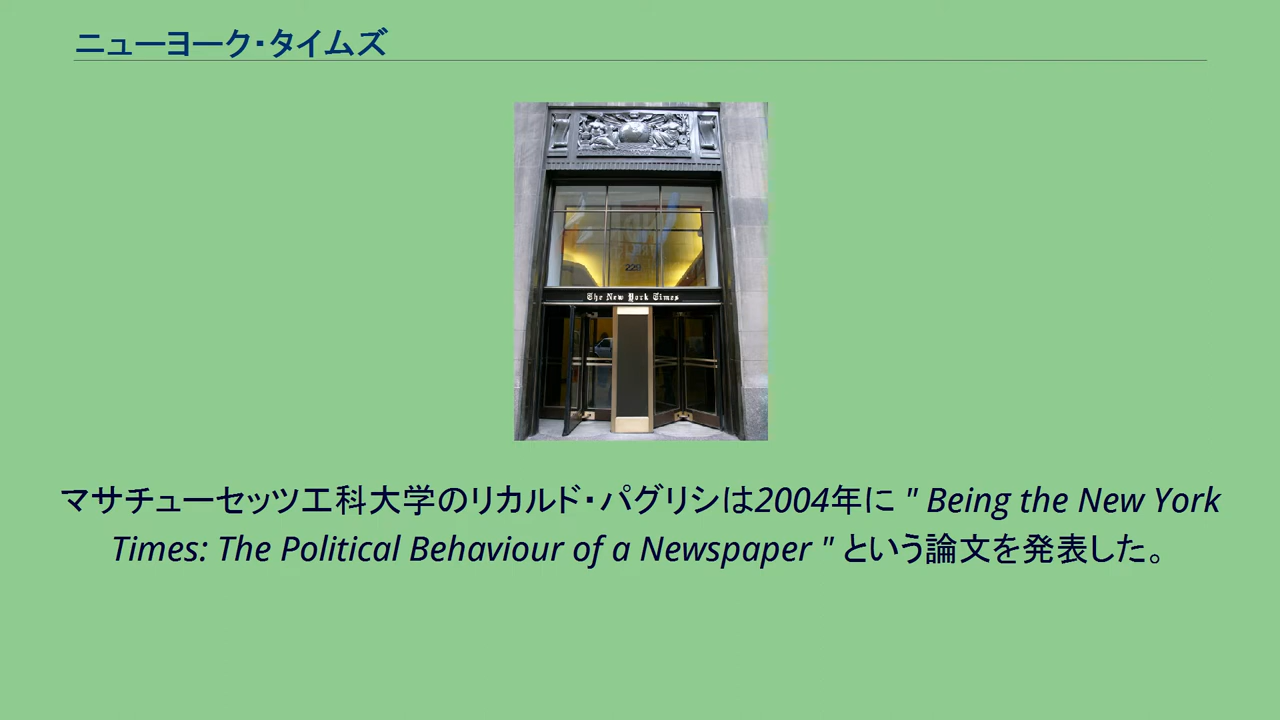 ニューヨーク・タイムズ
229
The New York Times
マサチューセッツ工科大学のリカルド・パグリシは2004年に " Being the New York
Times: The Political Behaviour of a Newspaper " という論文を発表した。